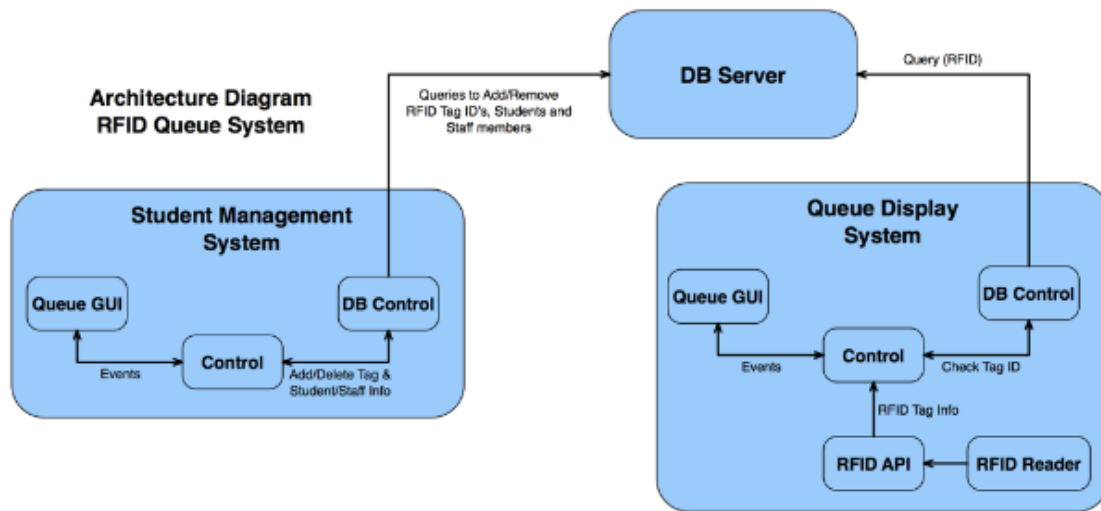 Architecture Diagram
RFID Queue System
DB Server
Queries to Add/Remove
RFID Tag ID's, Students and
Staff members
Query (RFID)
Student Management
System
Queue GUI
DB Control
Control
Events
Add/Delete Tag &
Student/Staff Info
Queue Display
System
Queue GUI
DB Control
Control
Events
Check Tag ID
RFID Tag Info
RFID API
RFID Reader